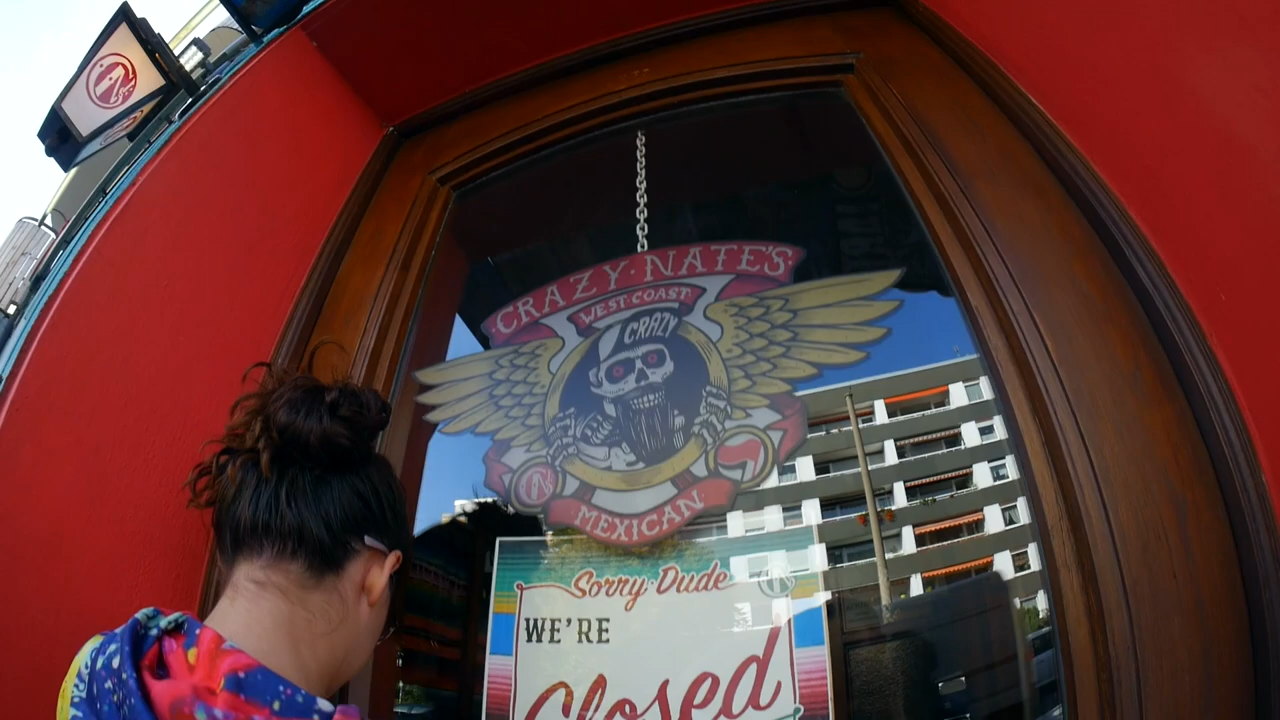 CRAZY·NATE'S
WEST·COAST
CRAZY
MEXICAN
Sorry·Dude
WE'RE
Closed